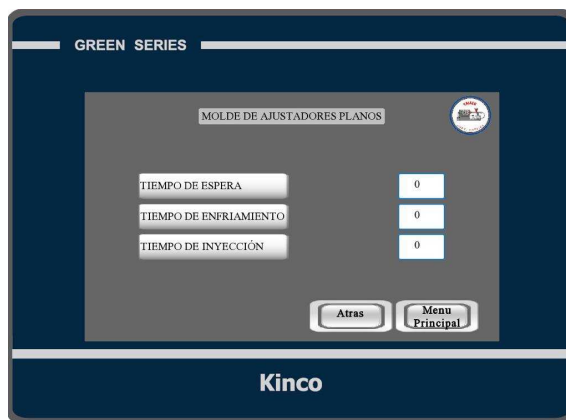 GREEN SERIES
MOLDE DE AJUSTADORES PLANOS
TIEMPO DE ESPERA 0
TIEMPO DE ENFRIAMIENTO 0
TIEMPO DE INYECCIÓN 0
Atras
Menu
Principal
Kinco